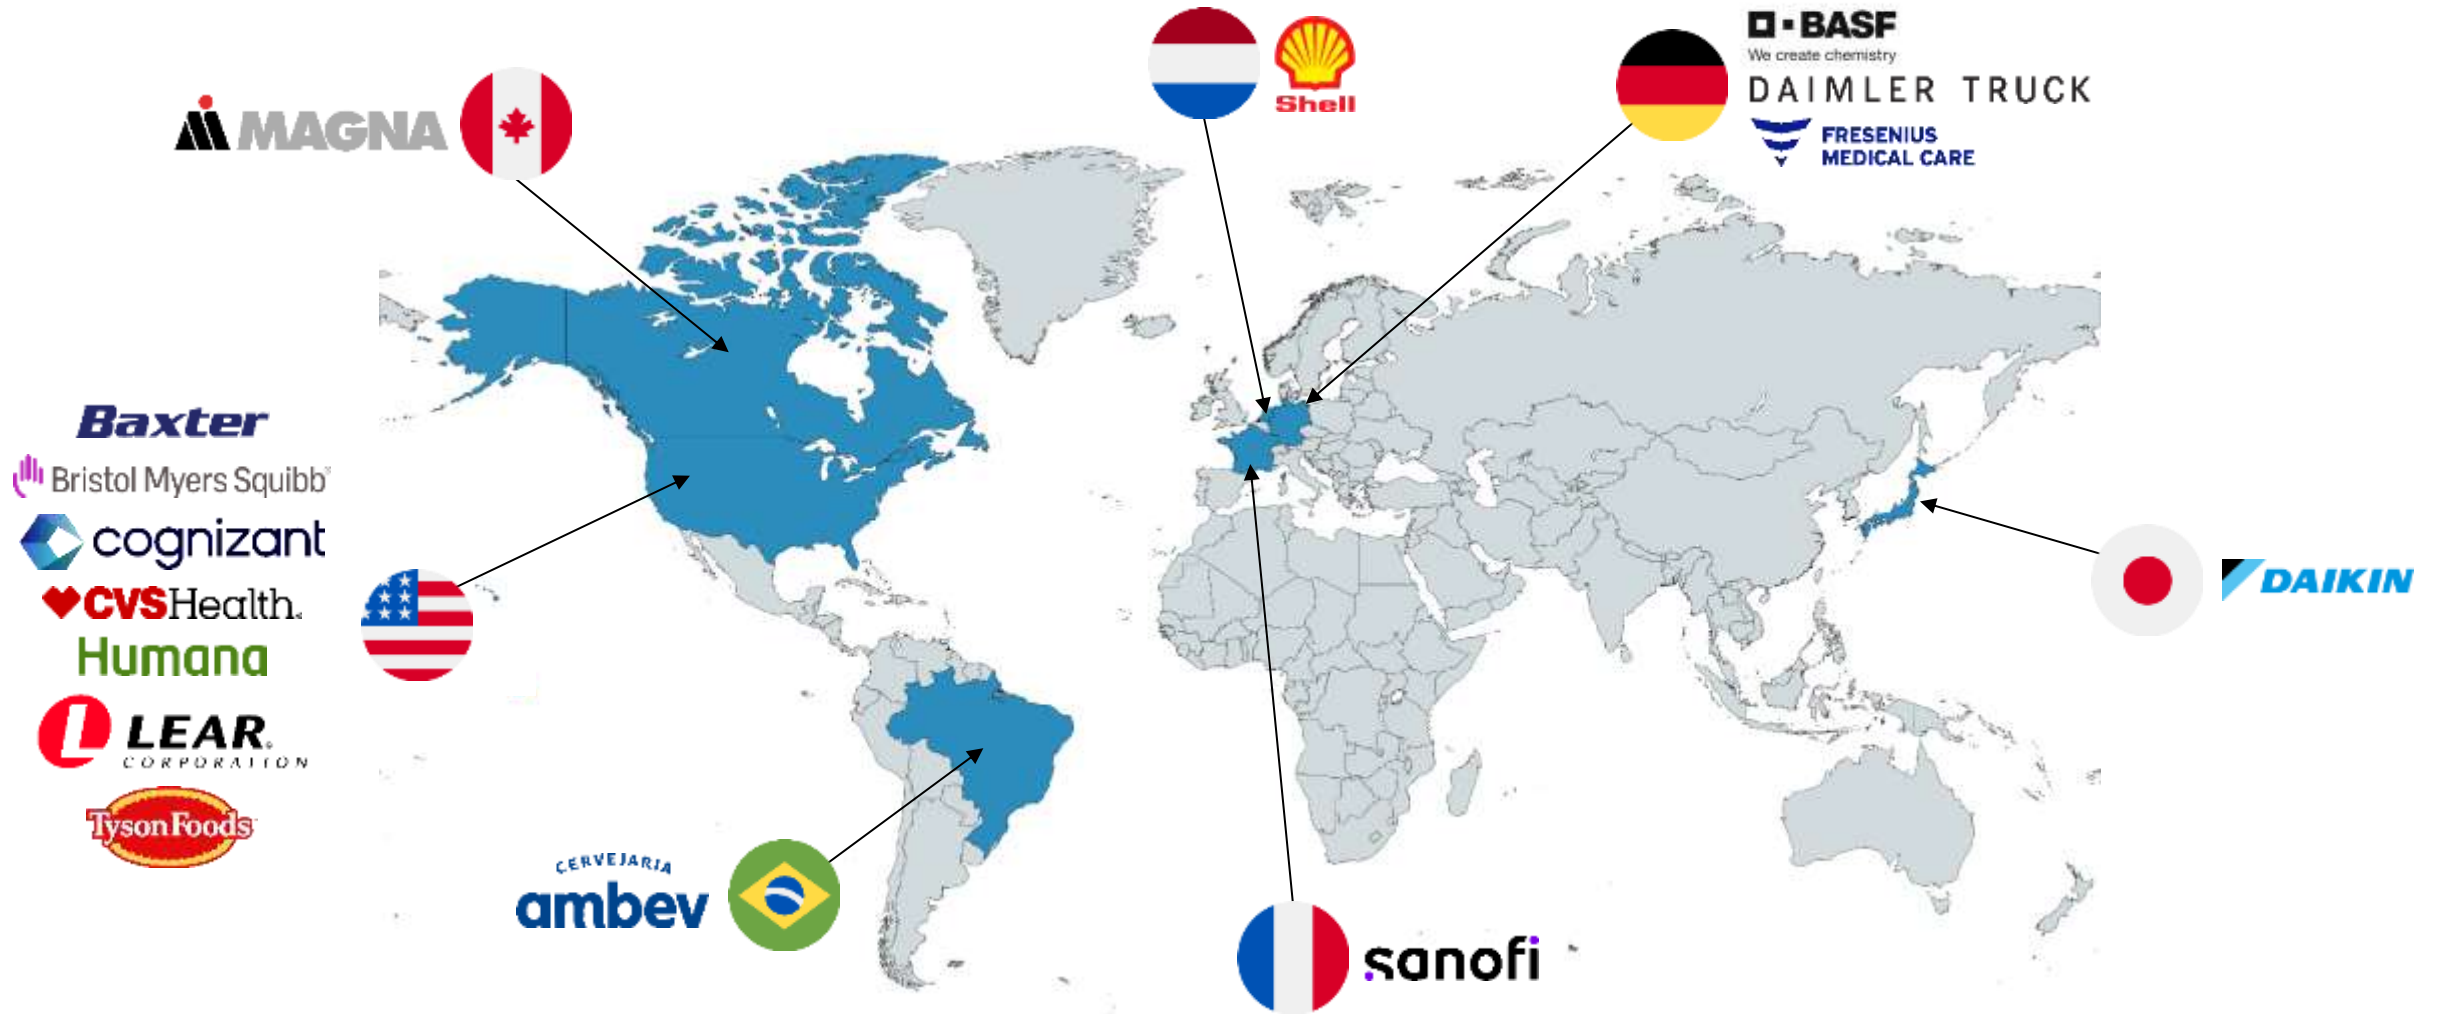 MAGNA
Shell
BASF
We create chemistry
DAIMLER TRUCK
FRESENIUS
MEDICAL CARE
Baxter
Bristol Myers Squibb
cognizant
CVSHealth
Humana
LEAR
CORPORATION
Tyson Foods
CERVEJARIA
ambev
sanofi
DAIKIN